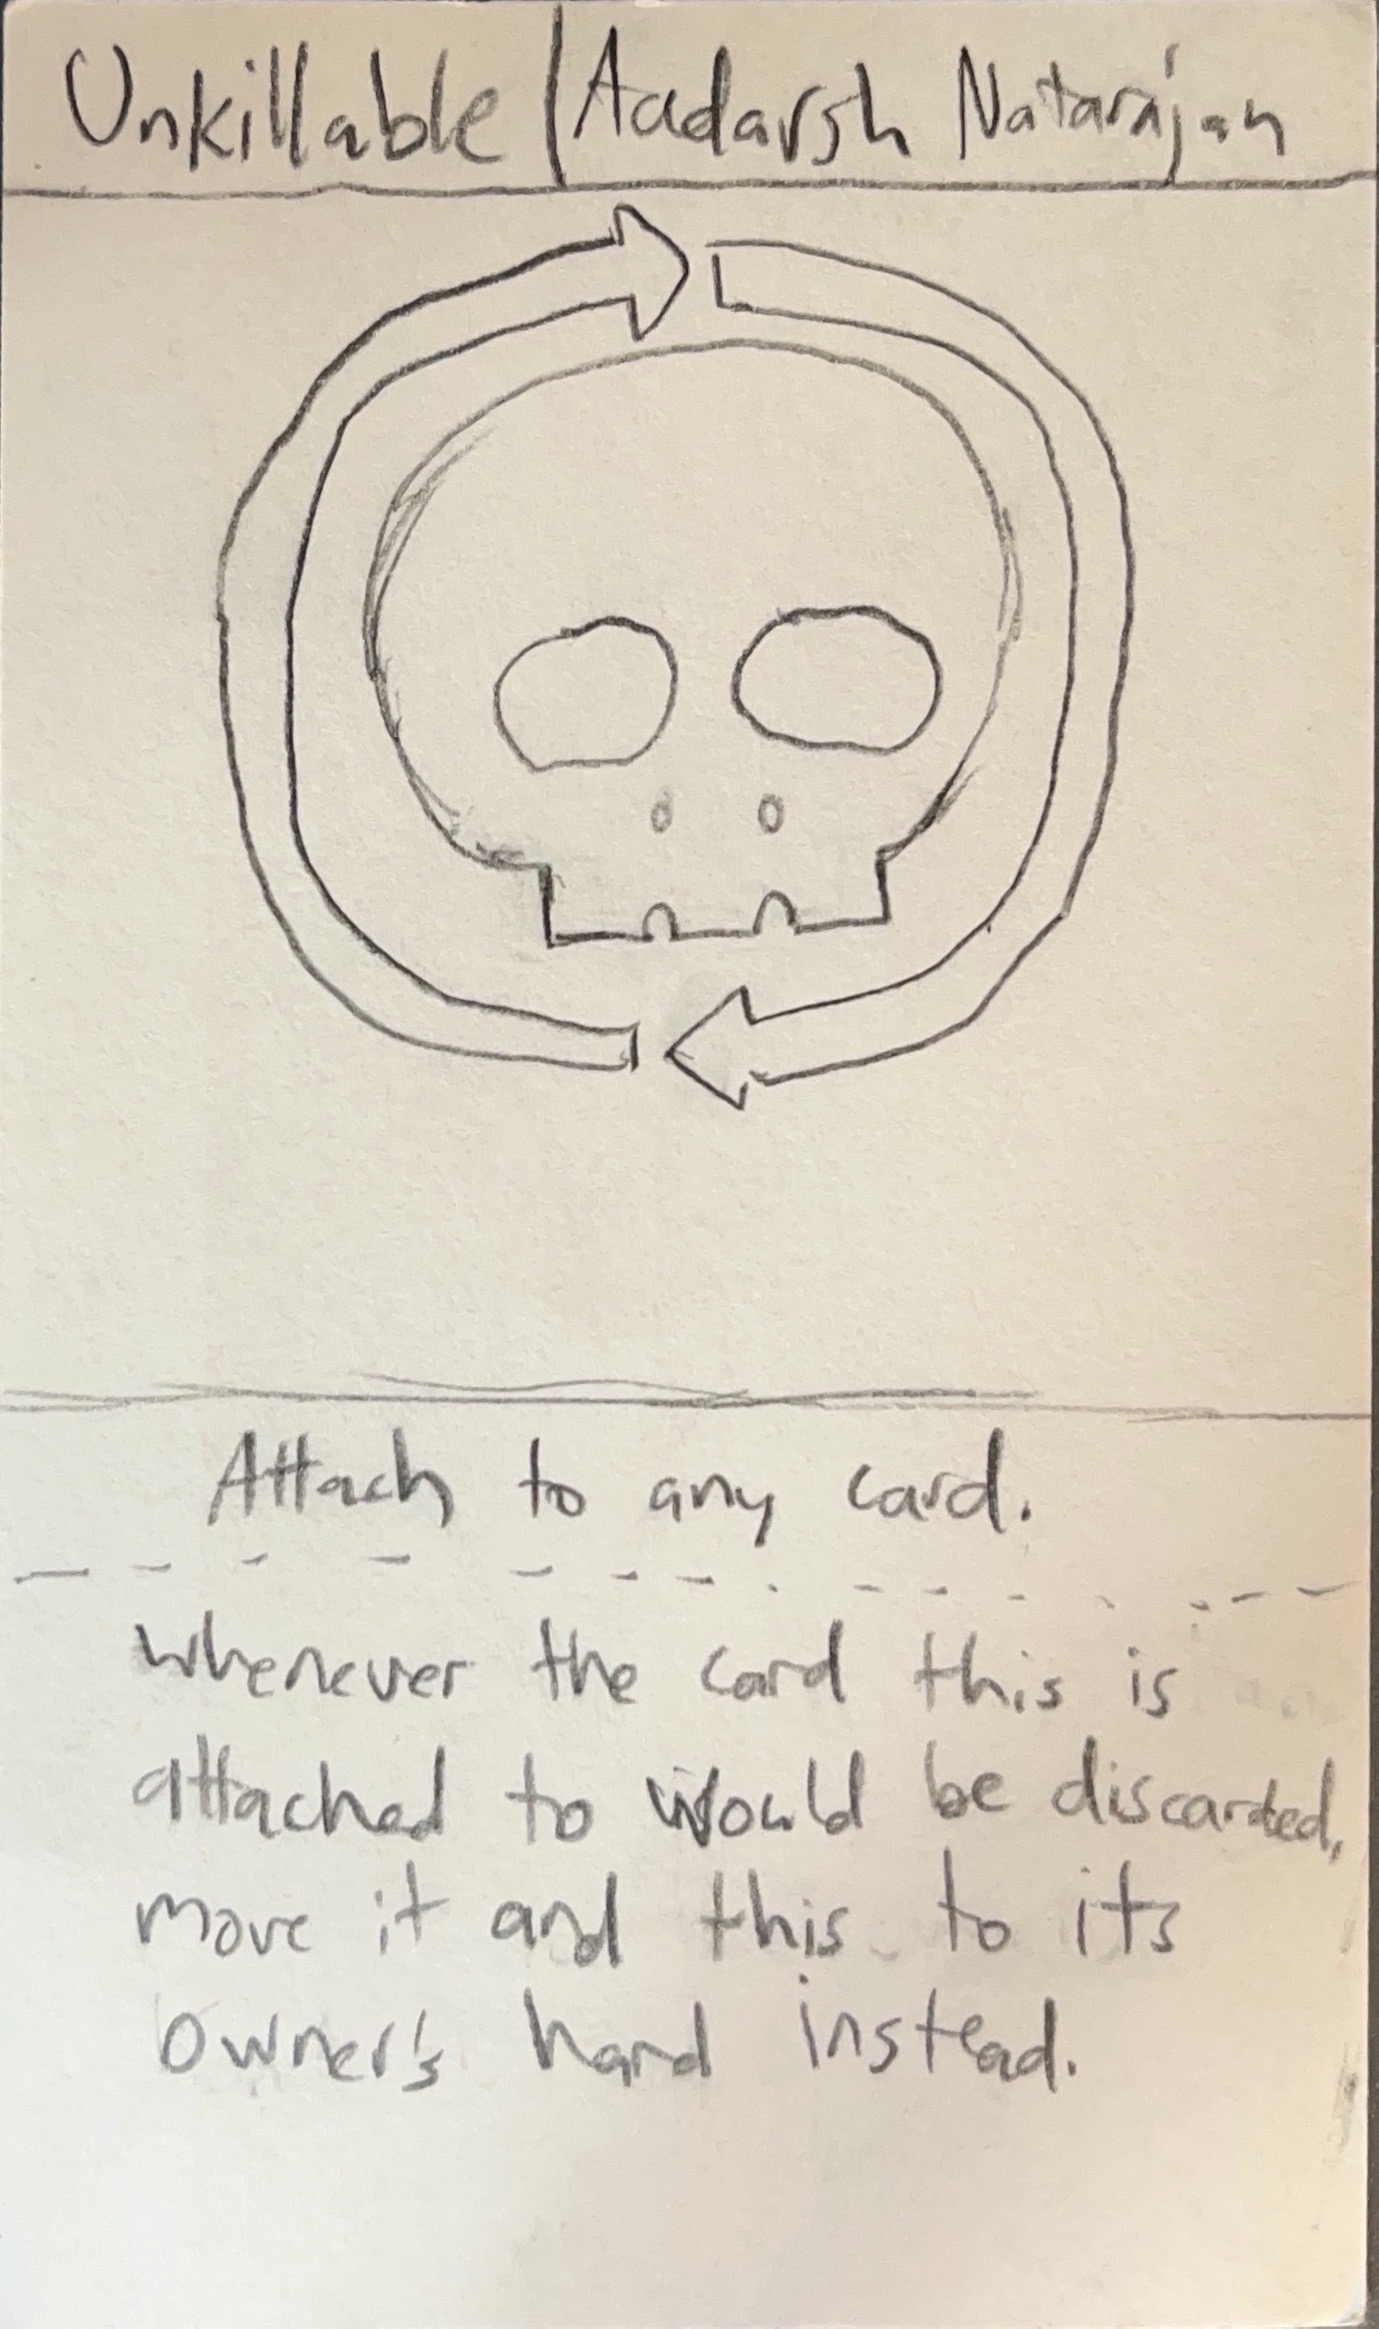 Unkillable | Aadarsh Natarajan
Attach to any card.
whenever the card this is
attached to would be discarded,
move it and this to its
owner's hand instead.